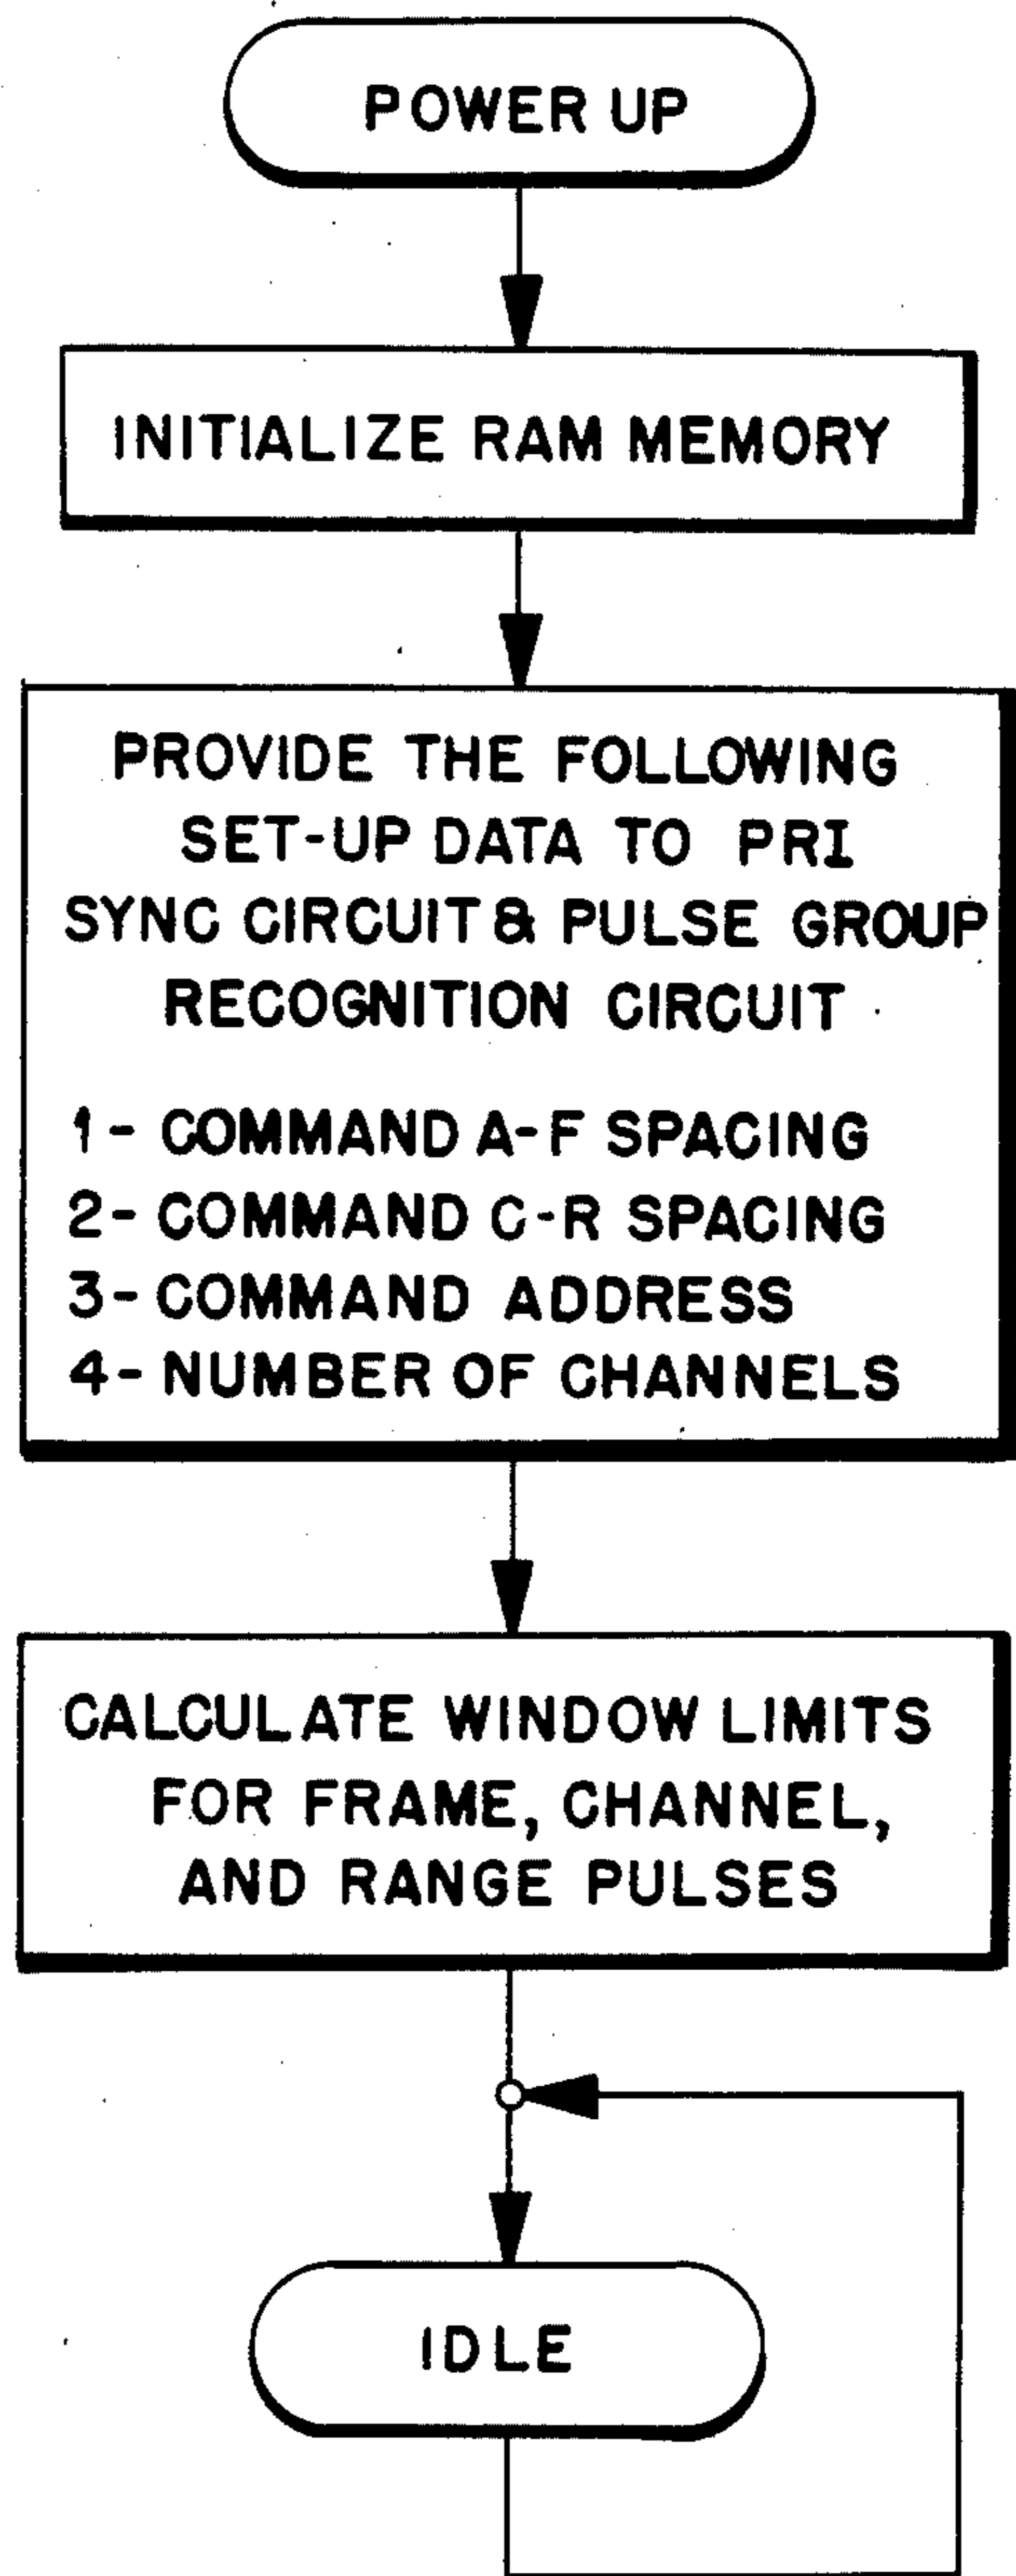 POWER UP
INITIALIZE RAM MEMORY
PROVIDE THE FOLLOWING
SET-UP DATA TO PRI
SYNC CIRCUIT & PULSE GROUP
RECOGNITION CIRCUIT
1- COMMAND A-F SPACING
2- COMMAND C-R SPACING
3- COMMAND ADDRESS
4- NUMBER OF CHANNELS
CALCULATE WINDOW LIMITS
FOR FRAME, CHANNEL,
AND RANGE PULSES
IDLE